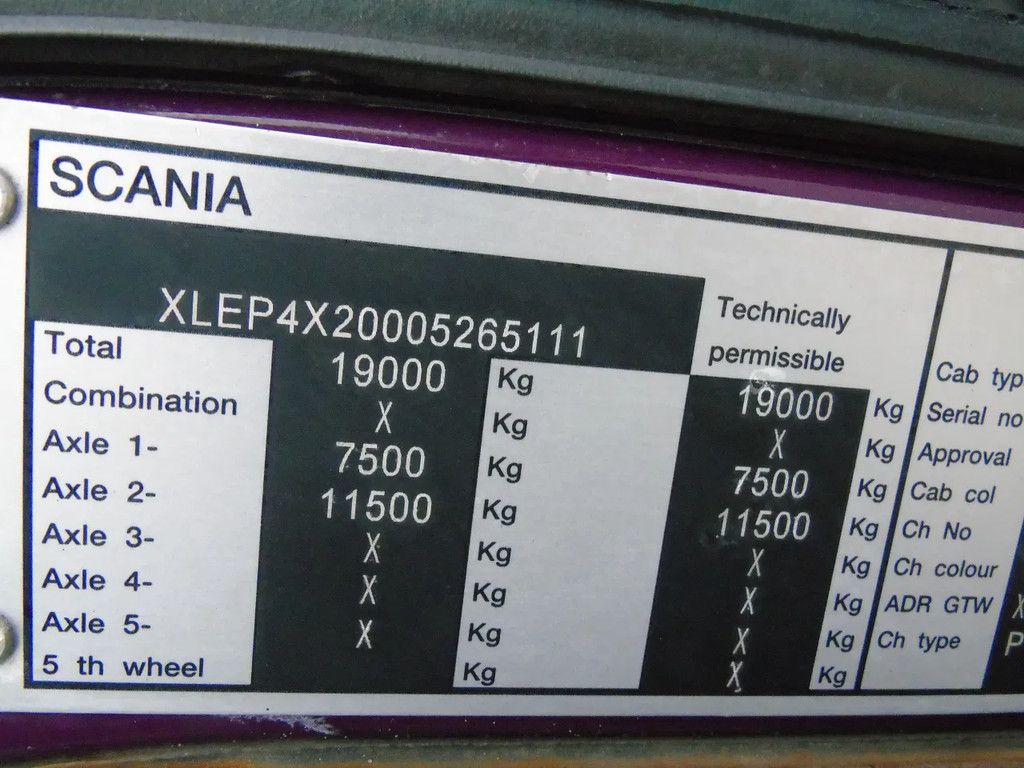 SCANIA
XLEP4X20005265111
Technically
permissible
Total 19000 Kg 19000 Kg
Combination X Kg X Kg
Axle 1- 7500 Kg 7500 Kg
Axle 2- 11500 Kg 11500 Kg
Axle 3- X Kg X Kg
Axle 4- X Kg X Kg
Axle 5- X Kg X Kg
5 th wheel Kg X Kg
Cab typ
Serial no
Approval
Cab col
Ch No
Ch colour
ADR GTW X
Ch type P